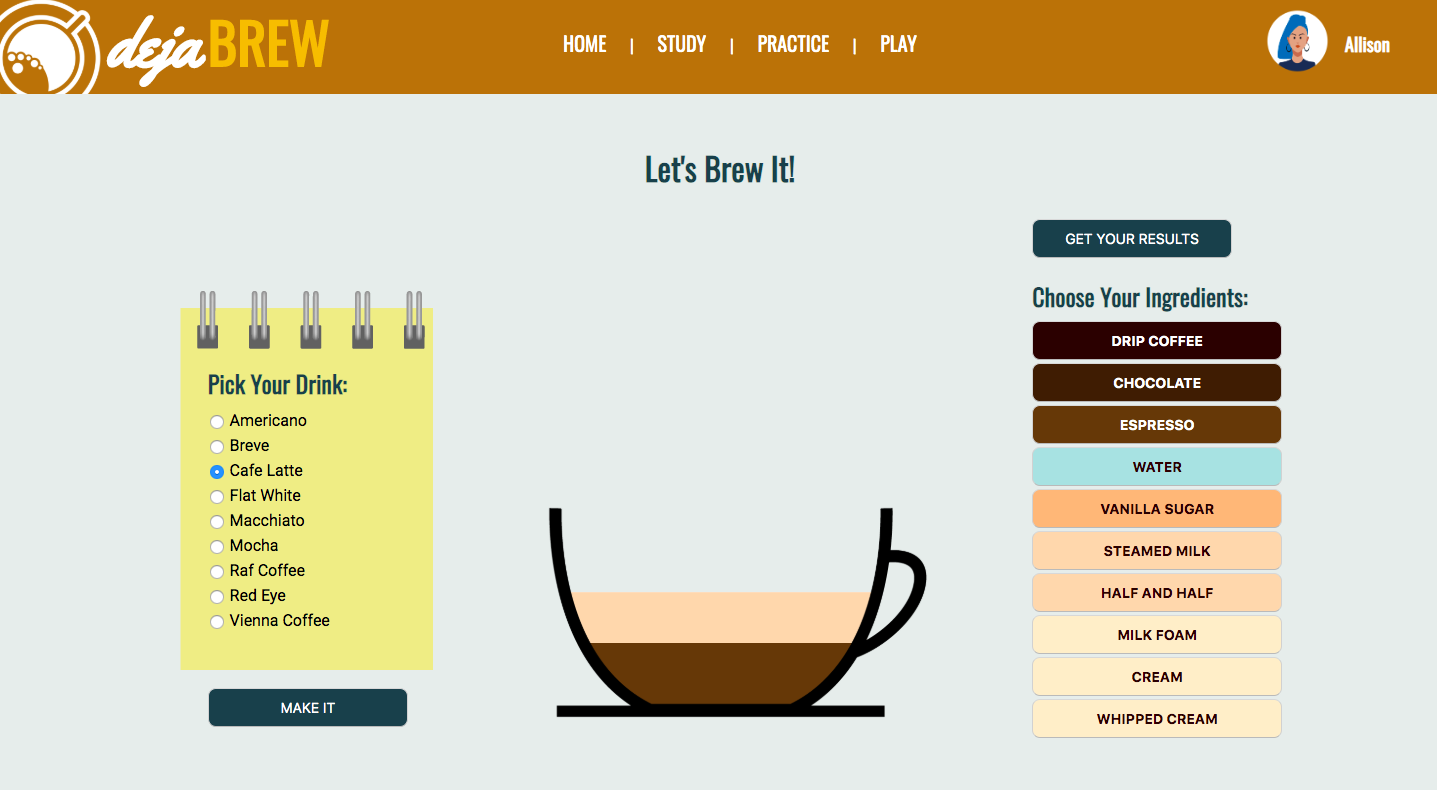 deja BREW
HOME | STUDY | PRACTICE | PLAY
Allison
Let's Brew It!
Pick Your Drink:
Americano
Breve
Cafe Latte
Flat White
Macchiato
Mocha
Raf Coffee
Red Eye
Vienna Coffee
MAKE IT
GET YOUR RESULTS
Choose Your Ingredients:
DRIP COFFEE
CHOCOLATE
ESPRESSO
WATER
VANILLA SUGAR
STEAMED MILK
HALF AND HALF
MILK FOAM
CREAM
WHIPPED CREAM